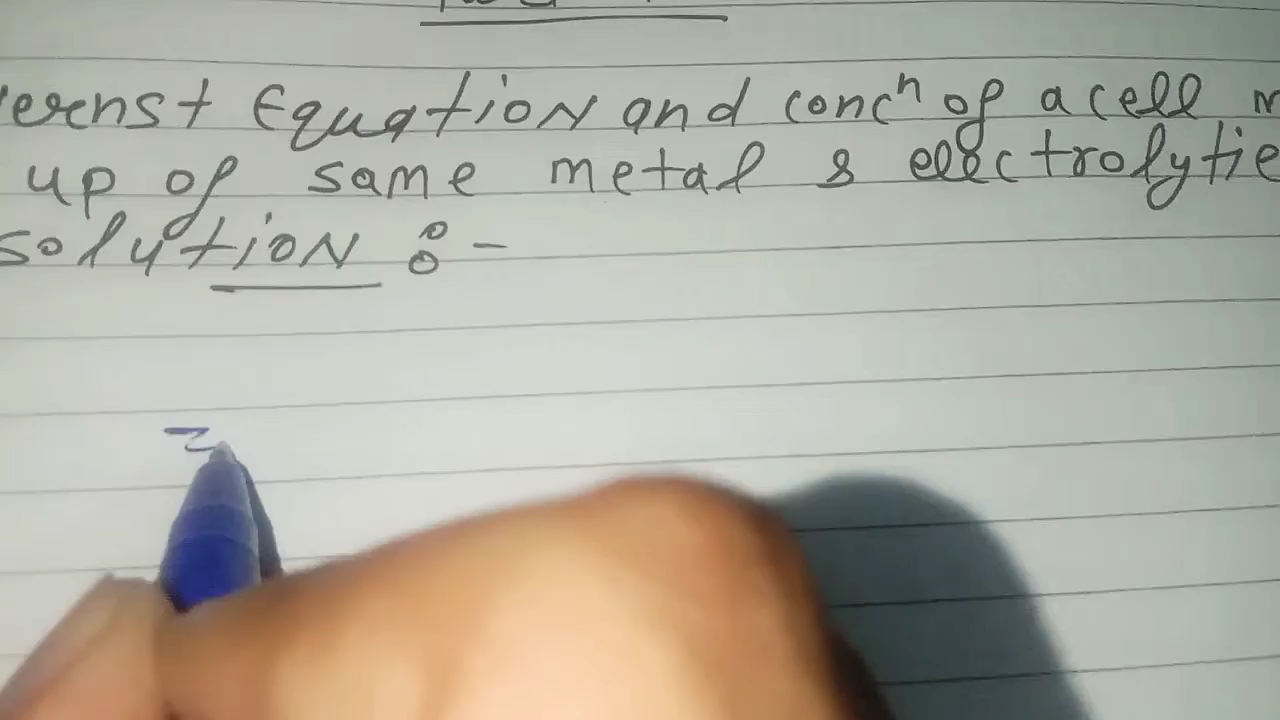 ernst Equation and concn of a cell m
up of same metal & electrolytic
solution :-